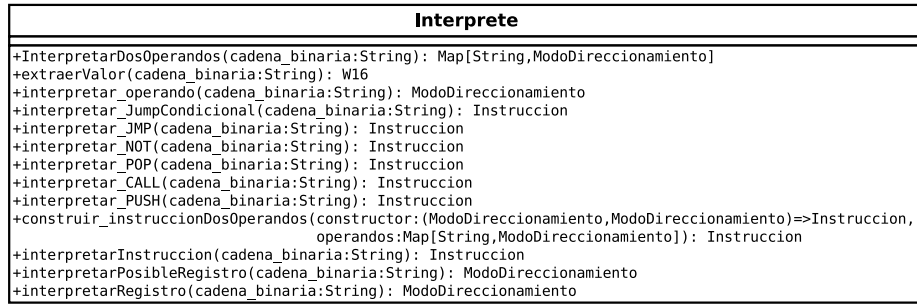 Interprete
+InterpretarDosOperandos(cadena_binaria:String): Map[String,ModoDireccionamiento]
+extraerValor(cadena_binaria:String): W16
+interpretar_operando(cadena_binaria:String): ModoDireccionamiento
+interpretar_JumpCondicional(cadena_binaria:String): Instruccion
+interpretar_JMP(cadena_binaria:String): Instruccion
+interpretar_NOT(cadena_binaria:String): Instruccion
+interpretar_POP(cadena_binaria:String): Instruccion
+interpretar_CALL(cadena_binaria:String): Instruccion
+interpretar_PUSH(cadena_binaria:String): Instruccion
+construir_instruccionDosOperandos(constructor:(ModoDireccionamiento,ModoDireccionamiento)=>Instruccion,
operandos:Map[String,ModoDireccionamiento]): Instruccion
+interpretarInstruccion(cadena_binaria:String): Instruccion
+interpretarPosibleRegistro(cadena_binaria:String): ModoDireccionamiento
+interpretarRegistro(cadena_binaria:String): ModoDireccionamiento